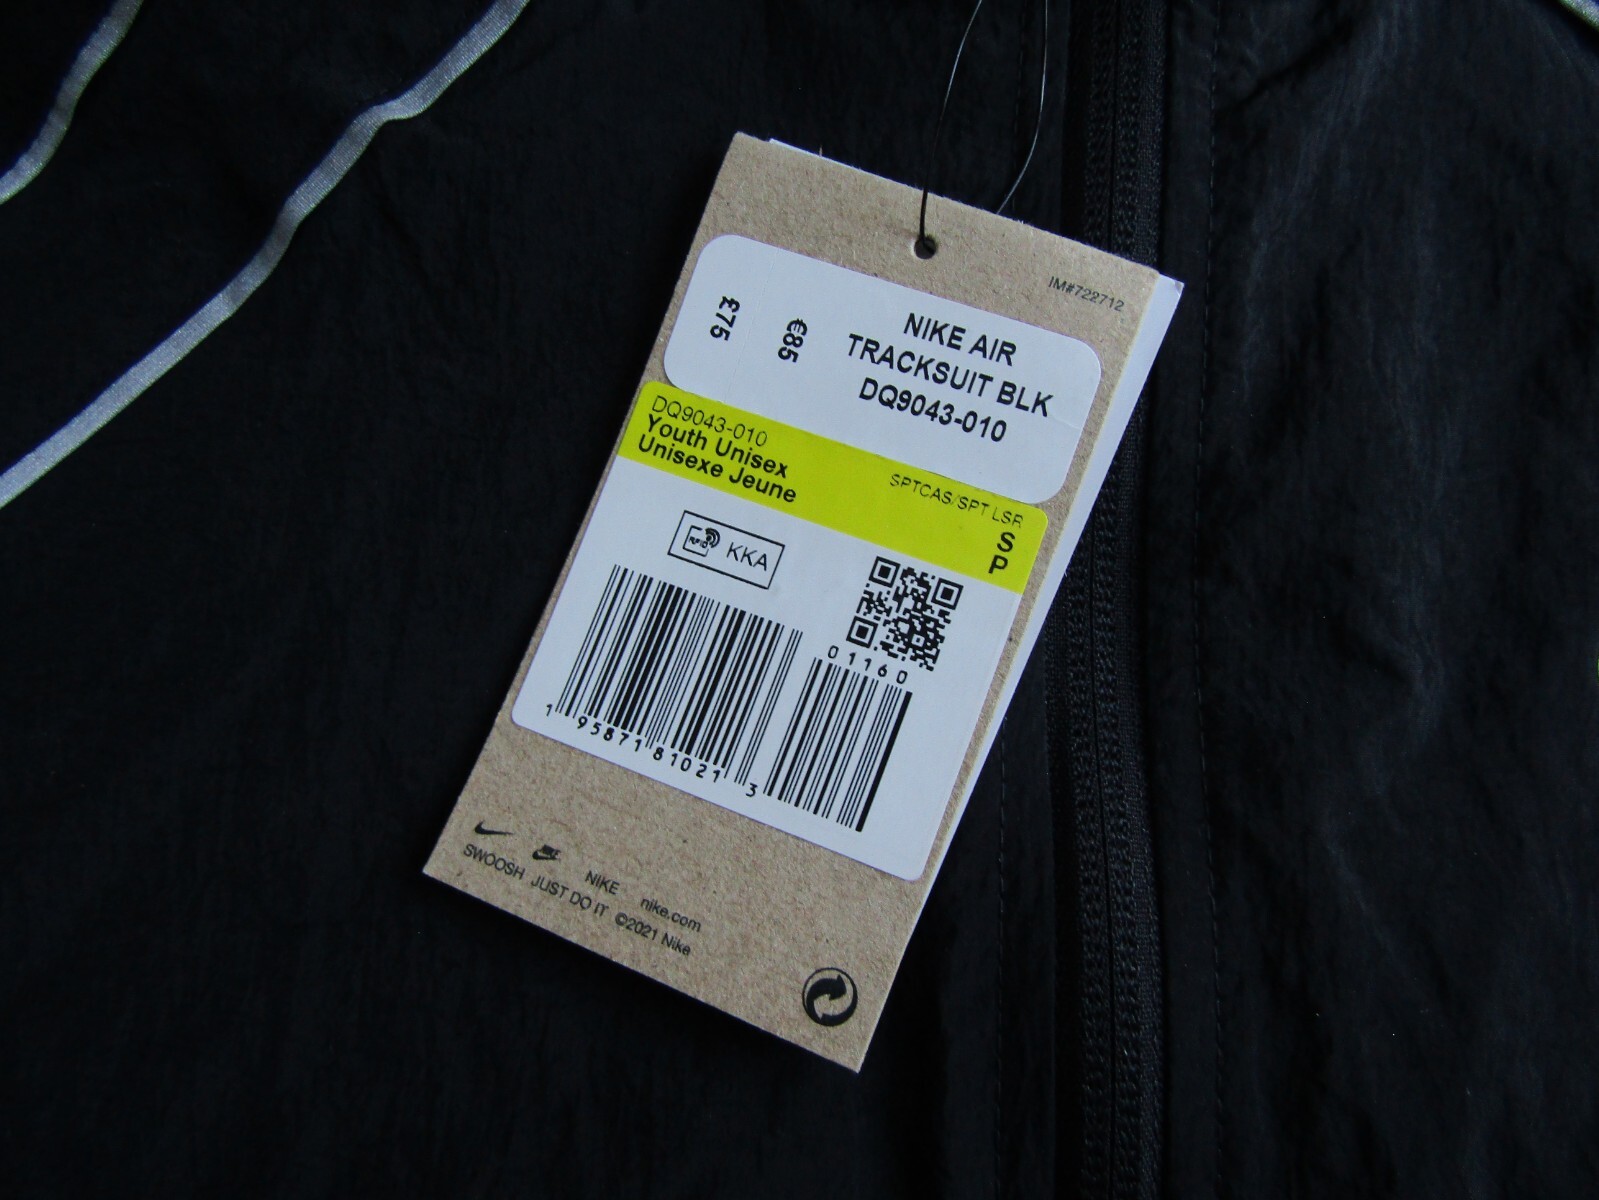 IM#722712
NIKE AIR
TRACKSUIT BLK
DQ9043-010
€85
£75
DQ9043-010
Youth Unisex
Unisexe Jeune
SPTCAS/SPT LSR
S
P
RFID KKA
01160
1 95871 81021 3
NIKE nike.com
SWOOSH JUST DO IT ©2021 Nike